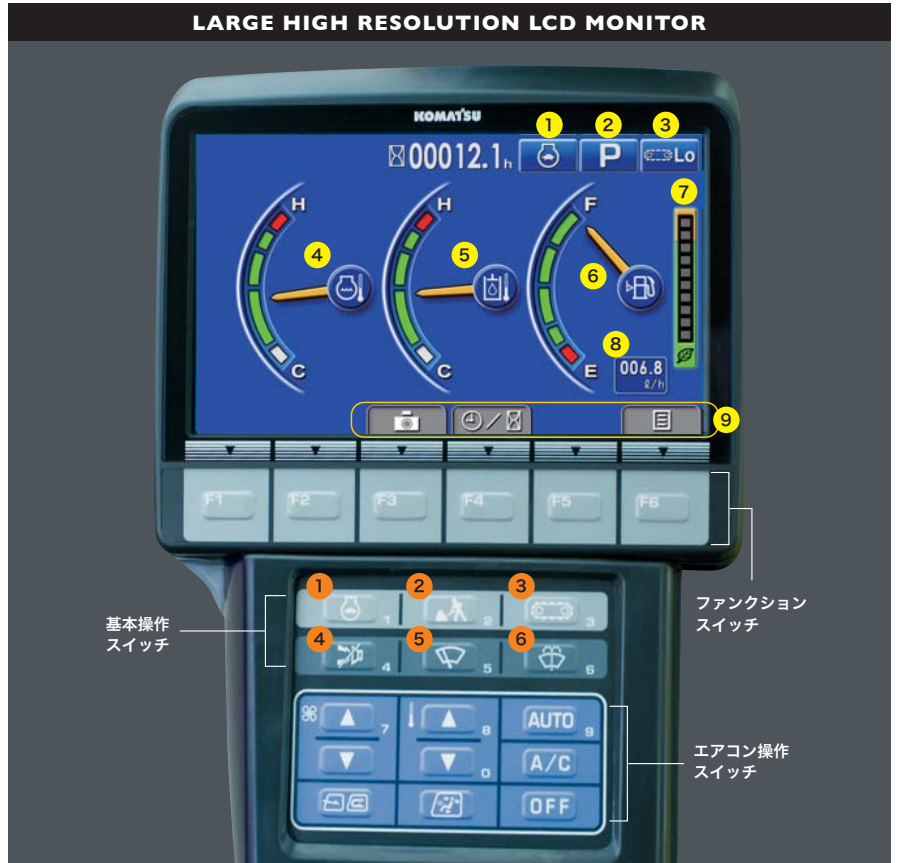 LARGE HIGH RESOLUTION LCD MONITOR
KOMATSU
1 2 3
00012.1h P Lo
7
H H F
4 5 6
8
C C E 006.8
ℓ/h
9
F1 F2 F3 F4 F5 F6
1 2 3
1 2 3
ファンクション
スイッチ
基本操作
スイッチ
4 5 6
4 5 6
7 8 AUTO 9
エアコン操作
スイッチ
0 A/C
OFF